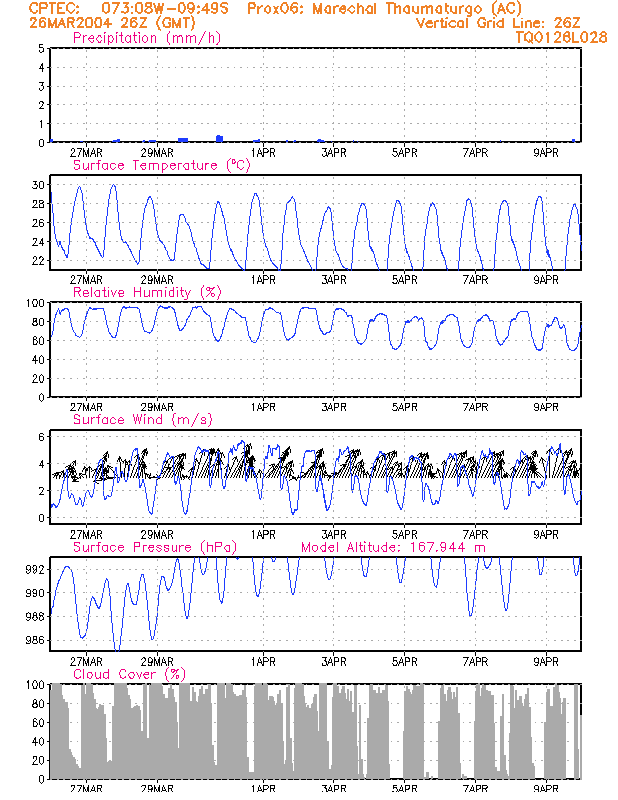 CPTEC: 073:08W-09:49S Prox06: Marechal Thaumaturgo (AC)
26MAR2004 26Z (GMT) Vertical Grid Line: 26Z
Precipitation (mm/h) TQ0126L028
5
4
3
2
1
0
27MAR 29MAR 1APR 3APR 5APR 7APR 9APR
Surface Temperature (ºC)
30
28
26
24
22
27MAR 29MAR 1APR 3APR 5APR 7APR 9APR
Relative Humidity (%)
100
80
60
40
20
0
27MAR 29MAR 1APR 3APR 5APR 7APR 9APR
Surface Wind (m/s)
6
4
2
0
27MAR 29MAR 1APR 3APR 5APR 7APR 9APR
Surface Pressure (hPa) Model Altitude: 167.944 m
992
990
988
986
27MAR 29MAR 1APR 3APR 5APR 7APR 9APR
Cloud Cover (%)
100
80
60
40
20
0
27MAR 29MAR 1APR 3APR 5APR 7APR 9APR